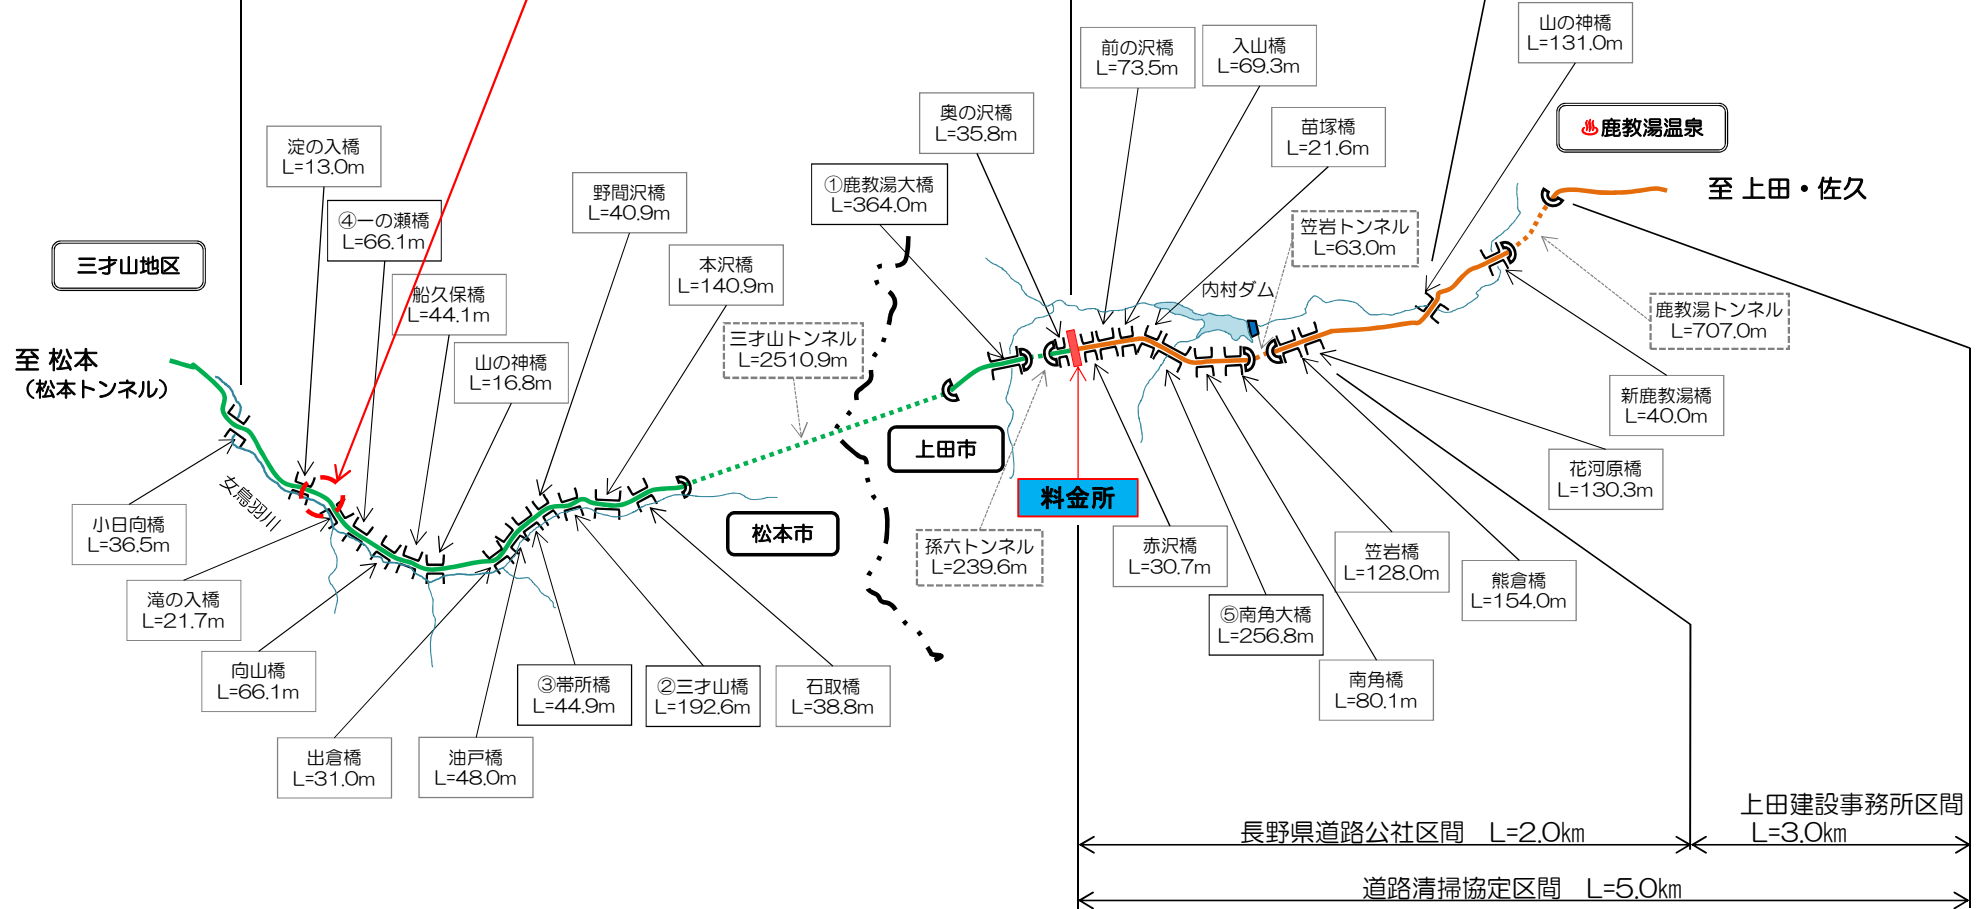 山の神橋
L=131.0m
前の沢橋
L=73.5m
入山橋
L=69.3m
奥の沢橋
L=35.8m
苗塚橋
L=21.6m
♨鹿教湯温泉
淀の入橋
L=13.0m
④一の瀬橋
L=66.1m
野間沢橋
L=40.9m
①鹿教湯大橋
L=364.0m
至 上田・佐久
笠岩トンネル
L=63.0m
三才山地区
船久保橋
L=44.1m
本沢橋
L=140.9m
内村ダム
鹿教湯トンネル
L=707.0m
三才山トンネル
L=2510.9m
至 松本
（松本トンネル）
山の神橋
L=16.8m
新鹿教湯橋
L=40.0m
上田市
花河原橋
L=130.3m
女鳥羽川
料金所
小日向橋
L=36.5m
松本市
孫六トンネル
L=239.6m
赤沢橋
L=30.7m
笠岩橋
L=128.0m
熊倉橋
L=154.0m
滝の入橋
L=21.7m
⑤南角大橋
L=256.8m
向山橋
L=66.1m
③帯所橋
L=44.9m
②三才山橋
L=192.6m
石取橋
L=38.8m
南角橋
L=80.1m
出倉橋
L=31.0m
油戸橋
L=48.0m
上田建設事務所区間
L=3.0㎞
長野県道路公社区間 L=2.0㎞
道路清掃協定区間 L=5.0㎞